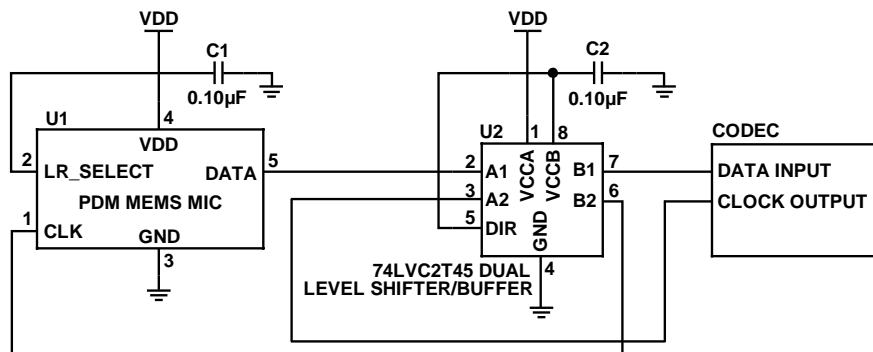 VDD
C1
0.10µF
U1
4
VDD
2
LR_SELECT
DATA
5
PDM MEMS MIC
1
CLK
GND
3
VDD
C2
0.10µF
U2
1
8
VCCA
VCCB
2
A1
B1
7
3
A2
B2
6
5
DIR
GND
4
74LVC2T45 DUAL
LEVEL SHIFTER/BUFFER
CODEC
DATA INPUT
CLOCK OUTPUT